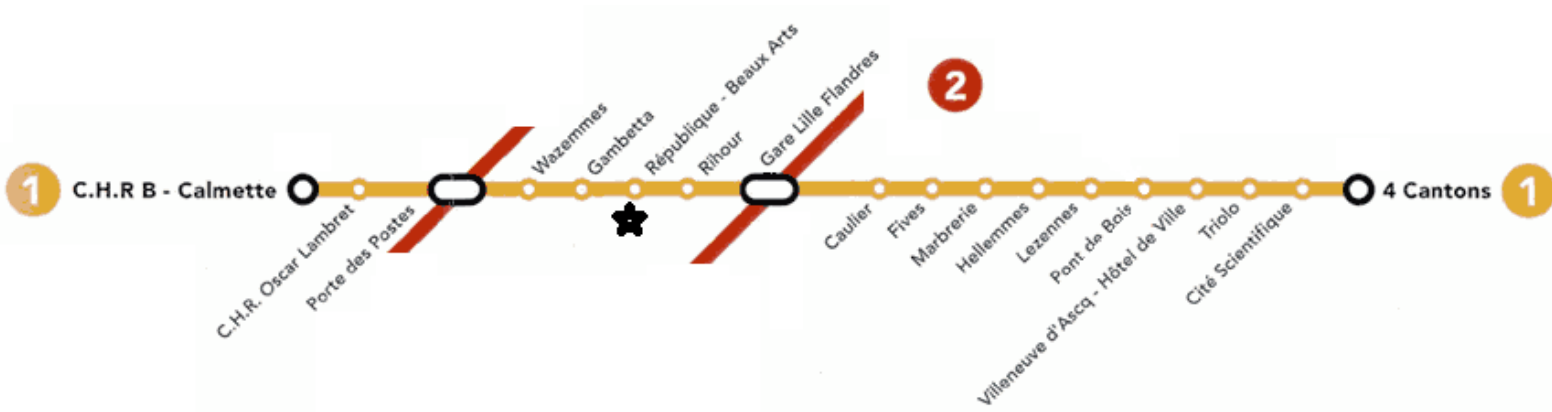 1
C.H.R B - Calmette
C.H.R. Oscar Lambret
Porte des Postes
Wazemmes
Gambetta
République - Beaux Arts
Rihour
Gare Lille Flandres
2
Caulier
Fives
Marbrerie
Hellemmes
Lezennes
Pont de Bois
Villeneuve d'Ascq - Hôtel de Ville
Triolo
Cité Scientifique
4 Cantons
1